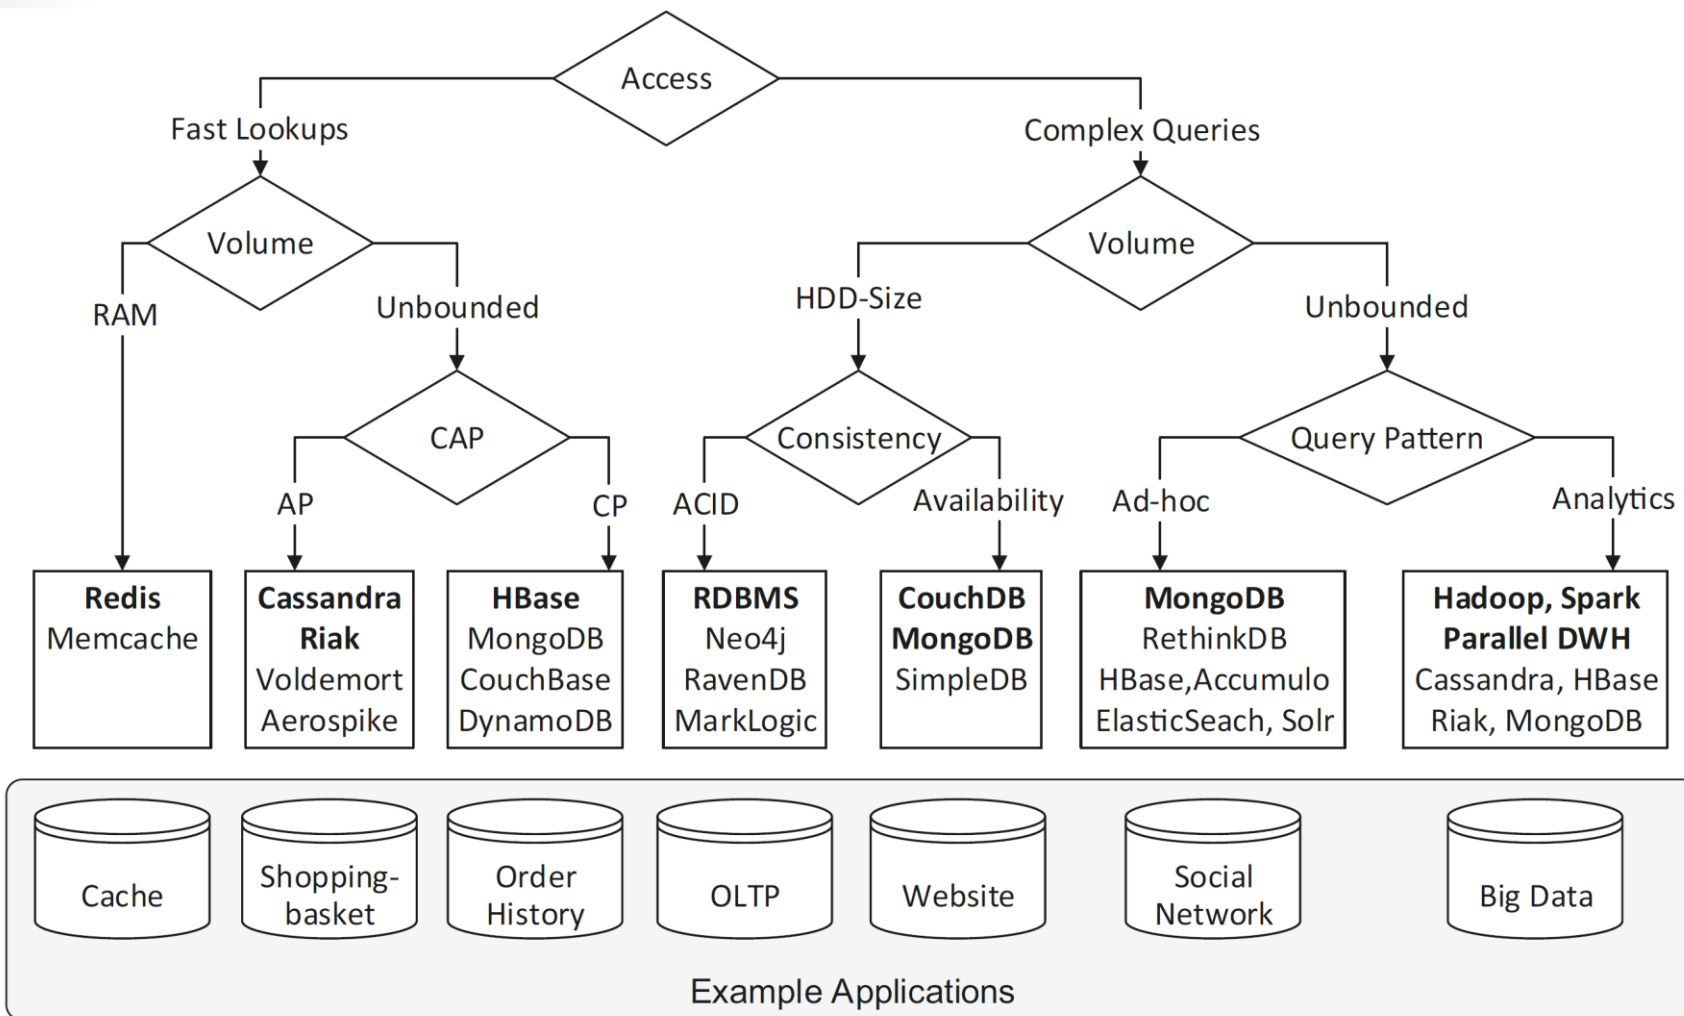 Access
Fast Lookups
Complex Queries
Volume
Volume
RAM
Unbounded
HDD-Size
Unbounded
CAP
Consistency
Query Pattern
AP
CP
ACID
Availability
Ad-hoc
Analytics
Redis
Memcache
Cassandra
Riak
Voldemort
Aerospike
HBase
MongoDB
CouchBase
DynamoDB
RDBMS
Neo4j
RavenDB
MarkLogic
CouchDB
MongoDB
SimpleDB
MongoDB
RethinkDB
HBase,Accumulo
ElasticSeach, Solr
Hadoop, Spark
Parallel DWH
Cassandra, HBase
Riak, MongoDB
Cache
Shopping-
basket
Order
History
OLTP
Website
Social
Network
Big Data
Example Applications